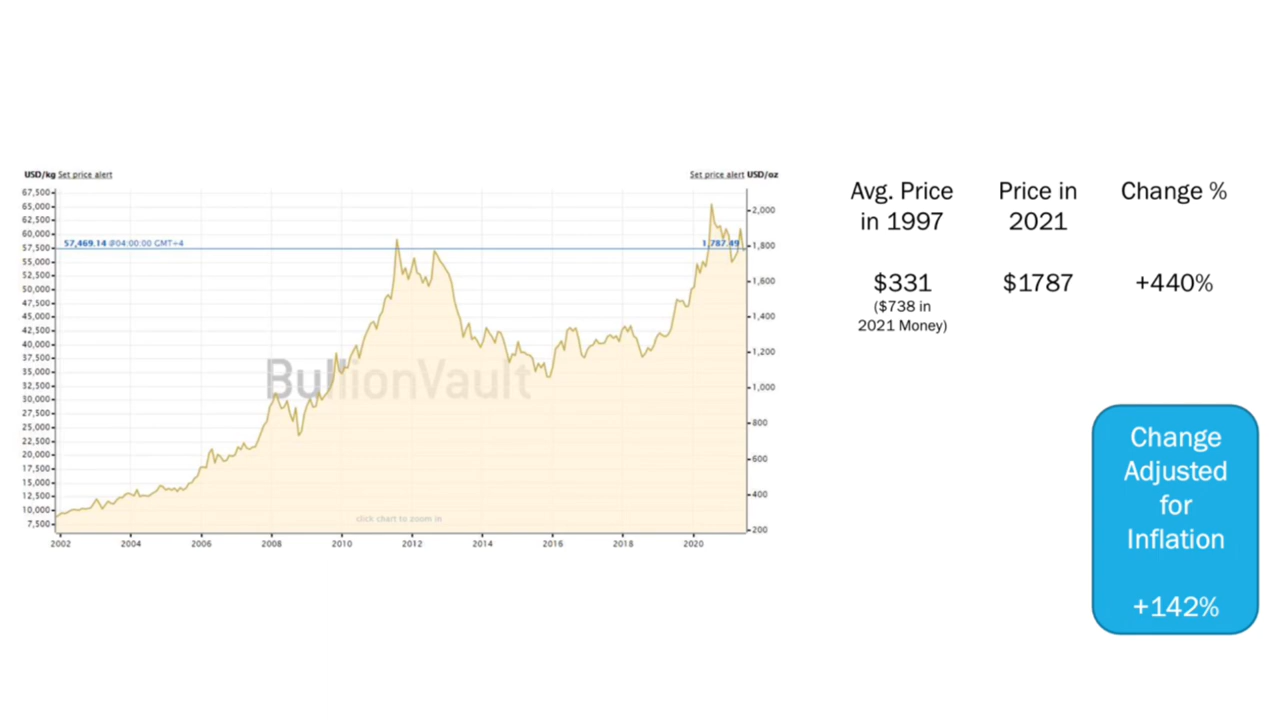 USD/kg Set price alert
Set price alert USD/oz
67,500
65,000
62,500
60,000
57,500
55,000
52,500
50,000
47,500
45,000
42,500
40,000
37,500
35,000
32,500
30,000
27,500
25,000
22,500
20,000
17,500
15,000
12,500
10,000
7,500
57,469.14 @04:00:00 GMT+4
1,787.49
2,000
1,800
1,600
1,400
1,200
1,000
800
600
400
200
BullionVault
click chart to zoom in
2002 2004 2006 2008 2010 2012 2014 2016 2018 2020
Avg. Price
in 1997
$331
($738 in
2021 Money)
Price in
2021
$1787
Change %
+440%
Change
Adjusted
for
Inflation
+142%